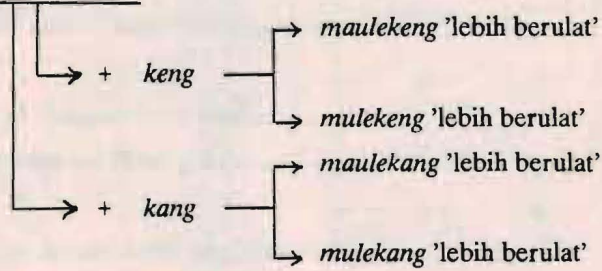 maulekeng 'lebih berulat'
+ keng
mulekeng 'lebih berulat'
maulekang 'lebih berulat'
+ kang
mulekang 'lebih berulat'